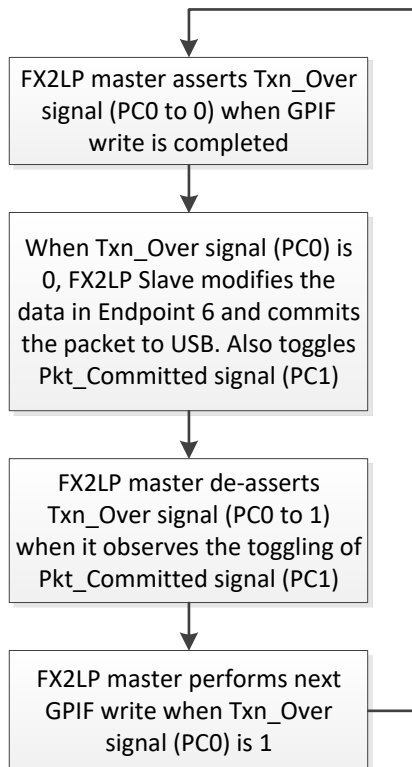 FX2LP master asserts Txn_Over
signal (PC0 to 0) when GPIF
write is completed
When Txn_Over signal (PC0) is
0, FX2LP Slave modifies the
data in Endpoint 6 and commits
the packet to USB. Also toggles
Pkt_Committed signal (PC1)
FX2LP master de-asserts
Txn_Over signal (PC0 to 1)
when it observes the toggling of
Pkt_Committed signal (PC1)
FX2LP master performs next
GPIF write when Txn_Over
signal (PC0) is 1